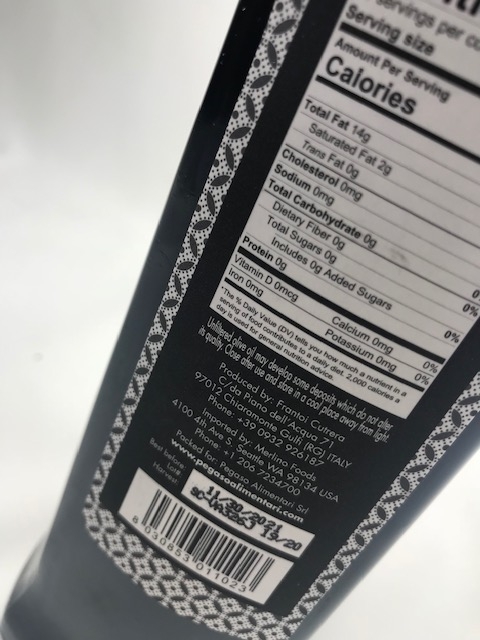 servings per
Serving size
Amount Per Serving
Calories
Total Fat 14g
Saturated Fat 2g
Trans Fat 0g
Cholesterol 0mg
Sodium 0mg
Total Carbohydrate 0g
Dietary Fiber 0g
Total Sugars 0g
Includes 0g Added Sugars
0%
Protein 0g
Vitamin D 0mcg
Calcium 0mg 0%
Iron 0mg
Potassium 0mg 0%
*The % Daily Value (DV) tells you how much a nutrient in a
serving of food contributes to a daily diet. 2,000 calories a
day is used for general nutrition advice.
Unfiltered olive oil may develop some deposits which do not alter
its quality. Close after use and store in a cool place away from light.
Produced by: Frantoi Cutrera
C/da Piano dell'Acqua 71
97012 Chiaramonte Gulfi (RG) ITALY
Phone: +39 0932 926187
Imported by: Merlino Foods
4100 4th Ave S, Seattle, WA 98134 USA
Phone: +1 206 7234700
Packed for: Pegaso Alimentari Srl
www.pegasoalimentari.com
Best before:
11/30/2021
Lot#
Harvest:
19/20
8 030853 011023